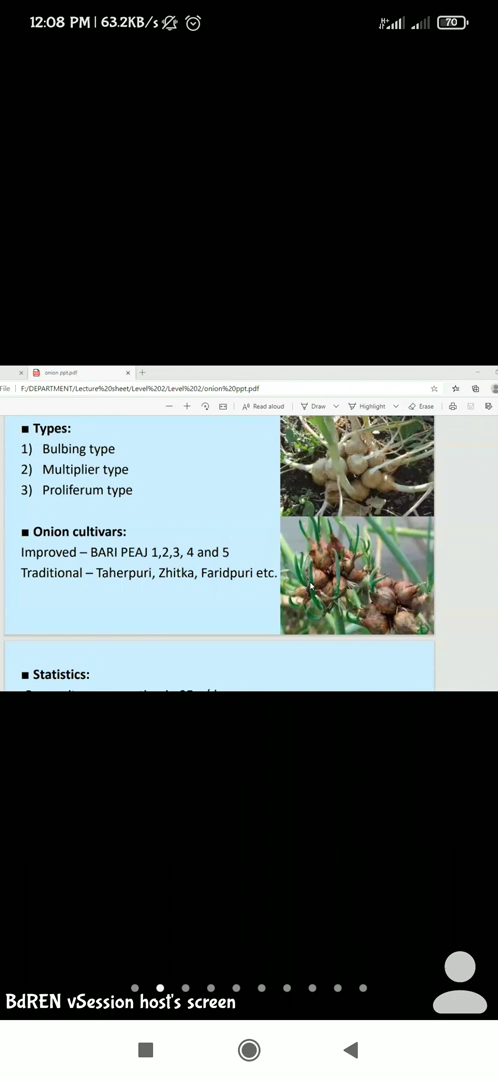 12:08 PM | 63.2KB/s
70
onion ppt.pdf
File
F:/DEPARTMENT/Lecture%20sheet/Level%202/Level%202/onion%20ppt.pdf
Read aloud
Draw
Highlight
Erase
■ Types:
1) Bulbing type
2) Multiplier type
3) Proliferum type
■ Onion cultivars:
Improved – BARI PEAJ 1,2,3, 4 and 5
Traditional – Taherpuri, Zhitka, Faridpuri etc.
■ Statistics:
BdREN vSession host's screen